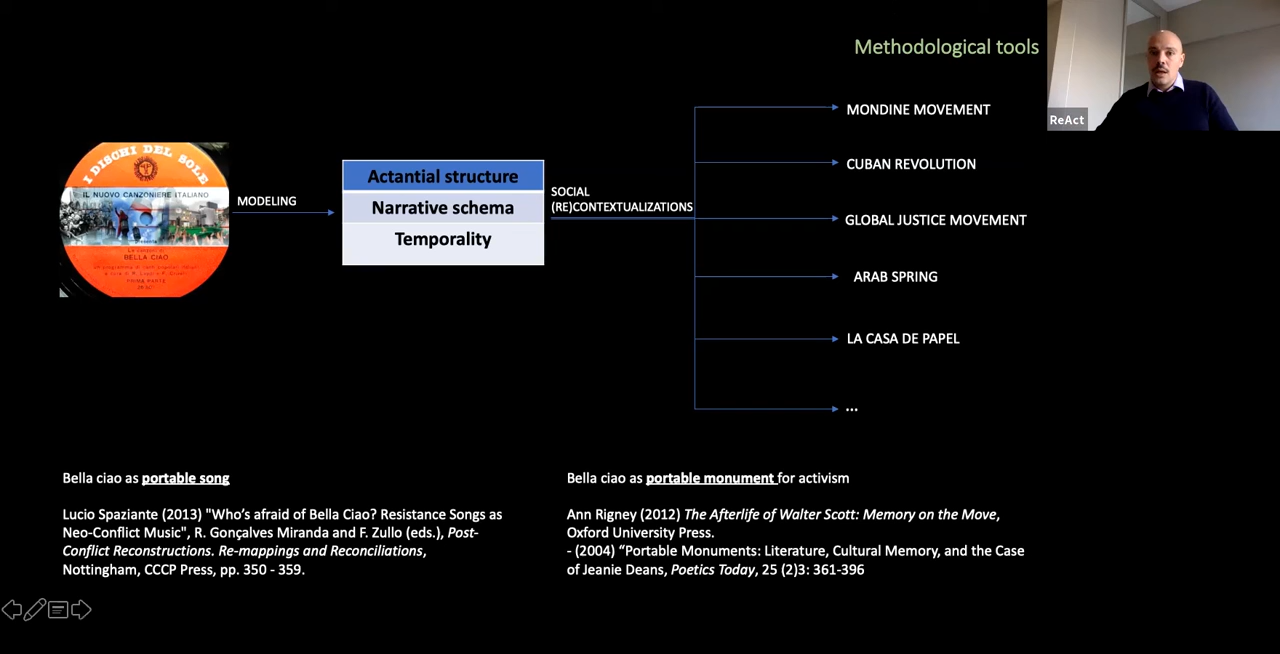 Methodological tools
ReAct
I DISCHI DEL SOLE
IL NUOVO CANZONIERE ITALIANO
BELLA CIAO
PRIMA PARTE
MODELING
Actantial structure
Narrative schema
Temporality
SOCIAL
(RE)CONTEXTUALIZATIONS
MONDINE MOVEMENT
CUBAN REVOLUTION
GLOBAL JUSTICE MOVEMENT
ARAB SPRING
LA CASA DE PAPEL
...
Bella ciao as portable song
Lucio Spaziante (2013) "Who's afraid of Bella Ciao? Resistance Songs as
Neo-Conflict Music", R. Gonçalves Miranda and F. Zullo (eds.), Post-
Conflict Reconstructions. Re-mappings and Reconciliations,
Nottingham, CCCP Press, pp. 350 - 359.
Bella ciao as portable monument for activism
Ann Rigney (2012) The Afterlife of Walter Scott: Memory on the Move,
Oxford University Press.
- (2004) “Portable Monuments: Literature, Cultural Memory, and the Case
of Jeanie Deans, Poetics Today, 25 (2)3: 361-396